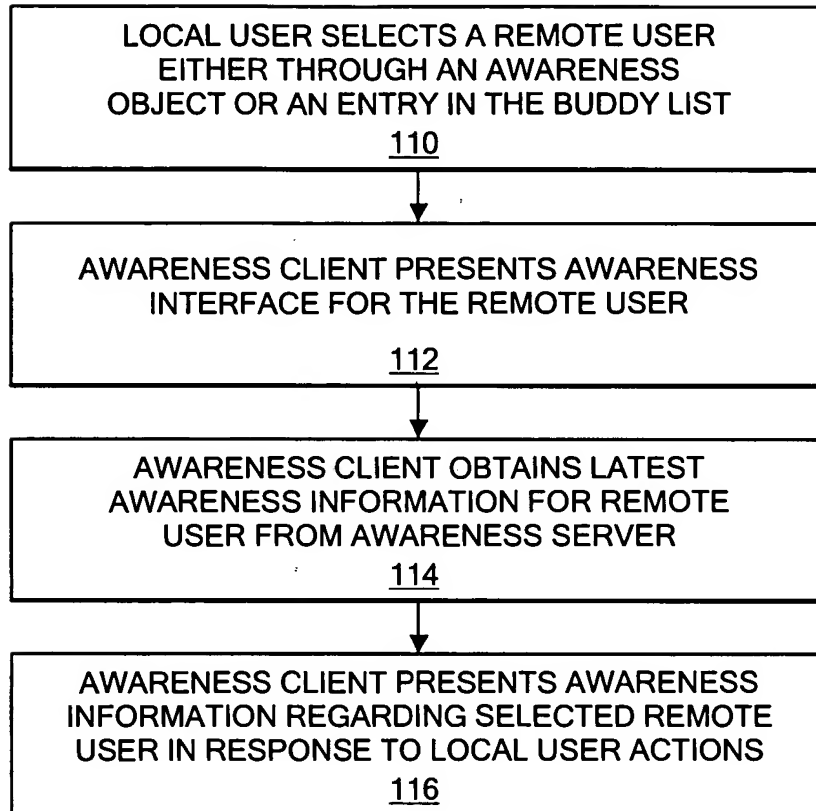 LOCAL USER SELECTS A REMOTE USER
EITHER THROUGH AN AWARENESS
OBJECT OR AN ENTRY IN THE BUDDY LIST
110
AWARENESS CLIENT PRESENTS AWARENESS
INTERFACE FOR THE REMOTE USER
112
AWARENESS CLIENT OBTAINS LATEST
AWARENESS INFORMATION FOR REMOTE
USER FROM AWARENESS SERVER
114
AWARENESS CLIENT PRESENTS AWARENESS
INFORMATION REGARDING SELECTED REMOTE
USER IN RESPONSE TO LOCAL USER ACTIONS
116